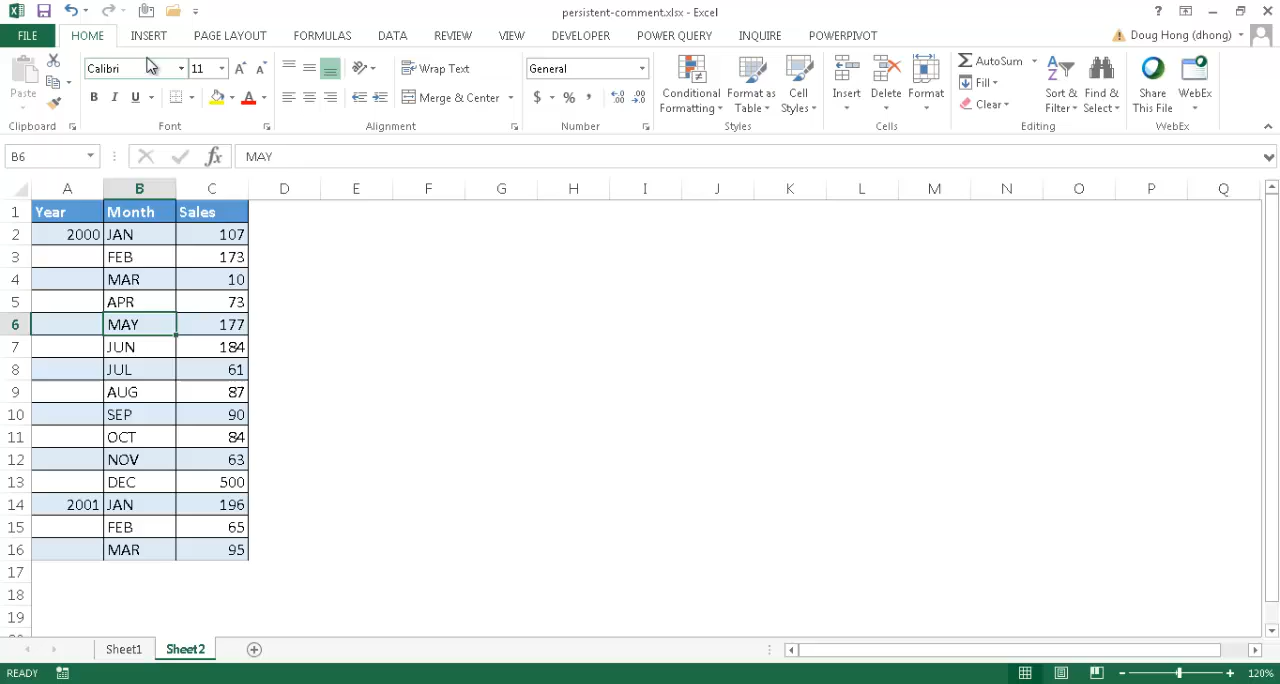 persistent-comment.xlsx - Excel
?
FILE HOME INSERT PAGE LAYOUT FORMULAS DATA REVIEW VIEW DEVELOPER POWER QUERY INQUIRE POWERPIVOT Doug Hong (dhong)
Paste
Calibri 11
B I U
A A A
Wrap Text
Merge & Center
General
$ % ,
Conditional Formatting
Format as Table
Cell Styles
Insert Delete Format
AutoSum
Fill
Clear
Sort & Filter
Find & Select
Share This File
WebEx
Clipboard Font Alignment Number Styles Cells Editing WebEx
B6 fx MAY
A B C D E F G H I J K L M N O P Q
1 Year Month Sales
2 2000 JAN 107
3 FEB 173
4 MAR 10
5 APR 73
6 MAY 177
7 JUN 184
8 JUL 61
9 AUG 87
10 SEP 90
11 OCT 84
12 NOV 63
13 DEC 500
14 2001 JAN 196
15 FEB 65
16 MAR 95
17
18
19
Sheet1 Sheet2
READY 120%